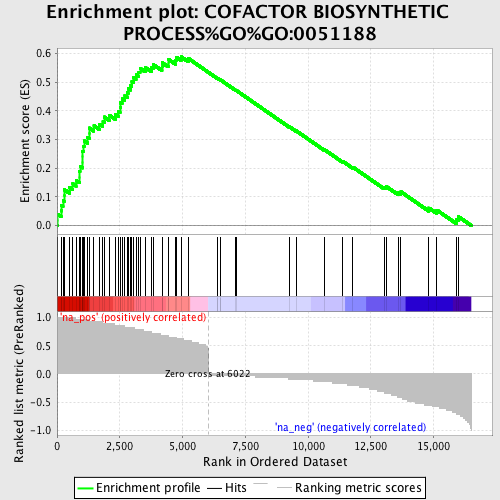 Enrichment plot: COFACTOR BIOSYNTHETIC
PROCESS%GO%GO:0051188
Enrichment score (ES)
0.6
0.5
0.4
0.3
0.2
0.1
0.0
Ranked list metric (PreRanked)
1.0
0.5
0.0
-0.5
-1.0
'na_pos' (positively correlated)
Zero cross at 6022
'na_neg' (negatively correlated)
0
2,500
5,000
7,500
10,000
12,500
15,000
Rank in Ordered Dataset
Enrichment profile
Hits
Ranking metric scores